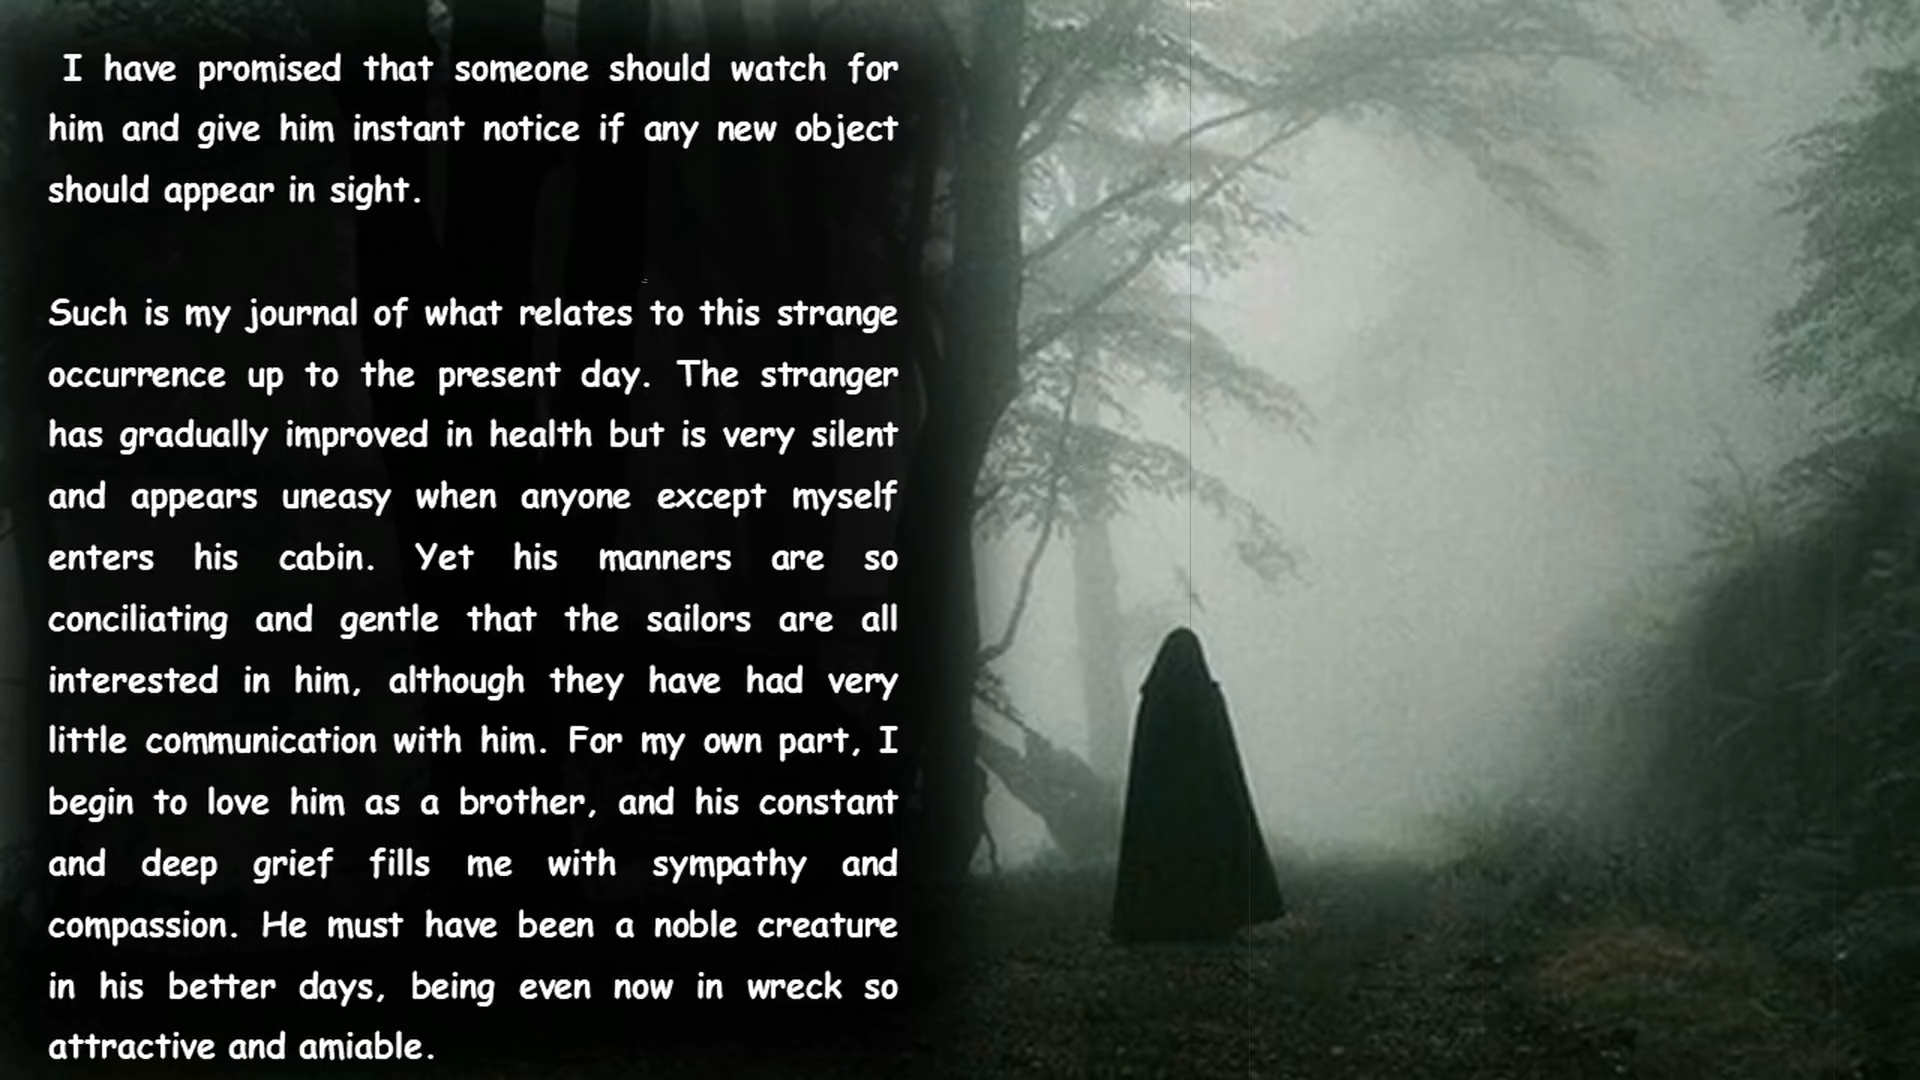 I have promised that someone should watch for
him and give him instant notice if any new object
should appear in sight.
Such is my journal of what relates to this strange
occurrence up to the present day. The stranger
has gradually improved in health but is very silent
and appears uneasy when anyone except myself
enters his cabin. Yet his manners are so
conciliating and gentle that the sailors are all
interested in him, although they have had very
little communication with him. For my own part, I
begin to love him as a brother, and his constant
and deep grief fills me with sympathy and
compassion. He must have been a noble creature
in his better days, being even now in wreck so
attractive and amiable.